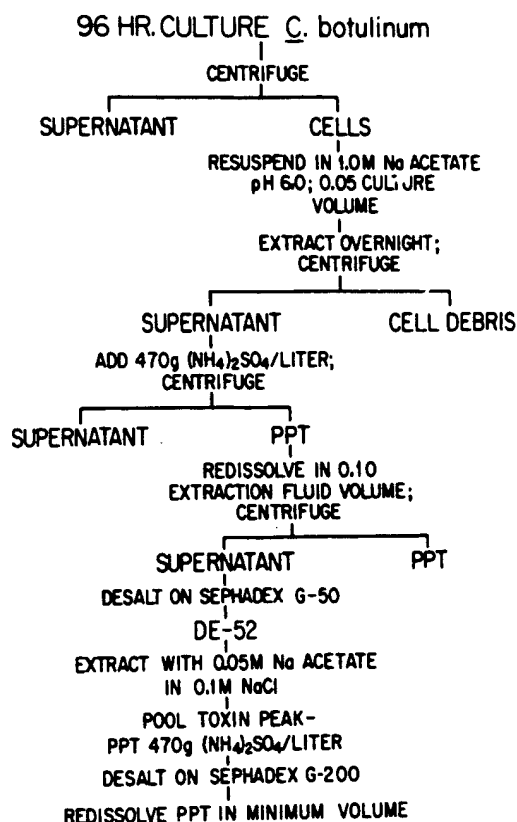 96 HR. CULTURE C. botulinum
CENTRIFUGE
SUPERNATANT CELLS
RESUSPEND IN 1.0M Na ACETATE
pH 6.0; 0.05 CULTURE
VOLUME
EXTRACT OVERNIGHT;
CENTRIFUGE
SUPERNATANT CELL DEBRIS
ADD 470g (NH4)2SO4/LITER;
CENTRIFUGE
SUPERNATANT PPT
REDISSOLVE IN 0.10
EXTRACTION FLUID VOLUME;
CENTRIFUGE
SUPERNATANT PPT
DESALT ON SEPHADEX G-50
DE-52
EXTRACT WITH 0.05M Na ACETATE
IN 0.1M NaCl
POOL TOXIN PEAK-
PPT 470g (NH4)2SO4/LITER
DESALT ON SEPHADEX G-200
REDISSOLVE PPT IN MINIMUM VOLUME